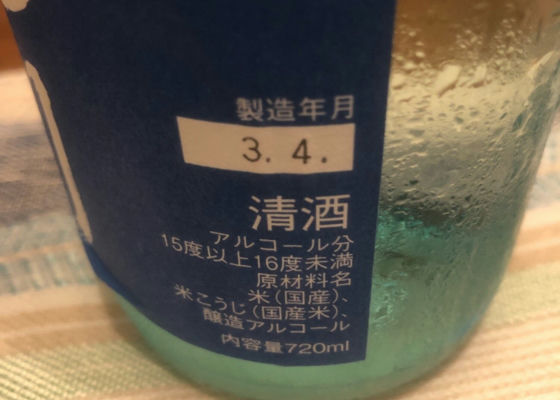 製造年月
3. 4.
清酒
アルコール分
15度以上16度未満
原材料名
米(国産)、
米こうじ(国産米)、
醸造アルコール
内容量720ml